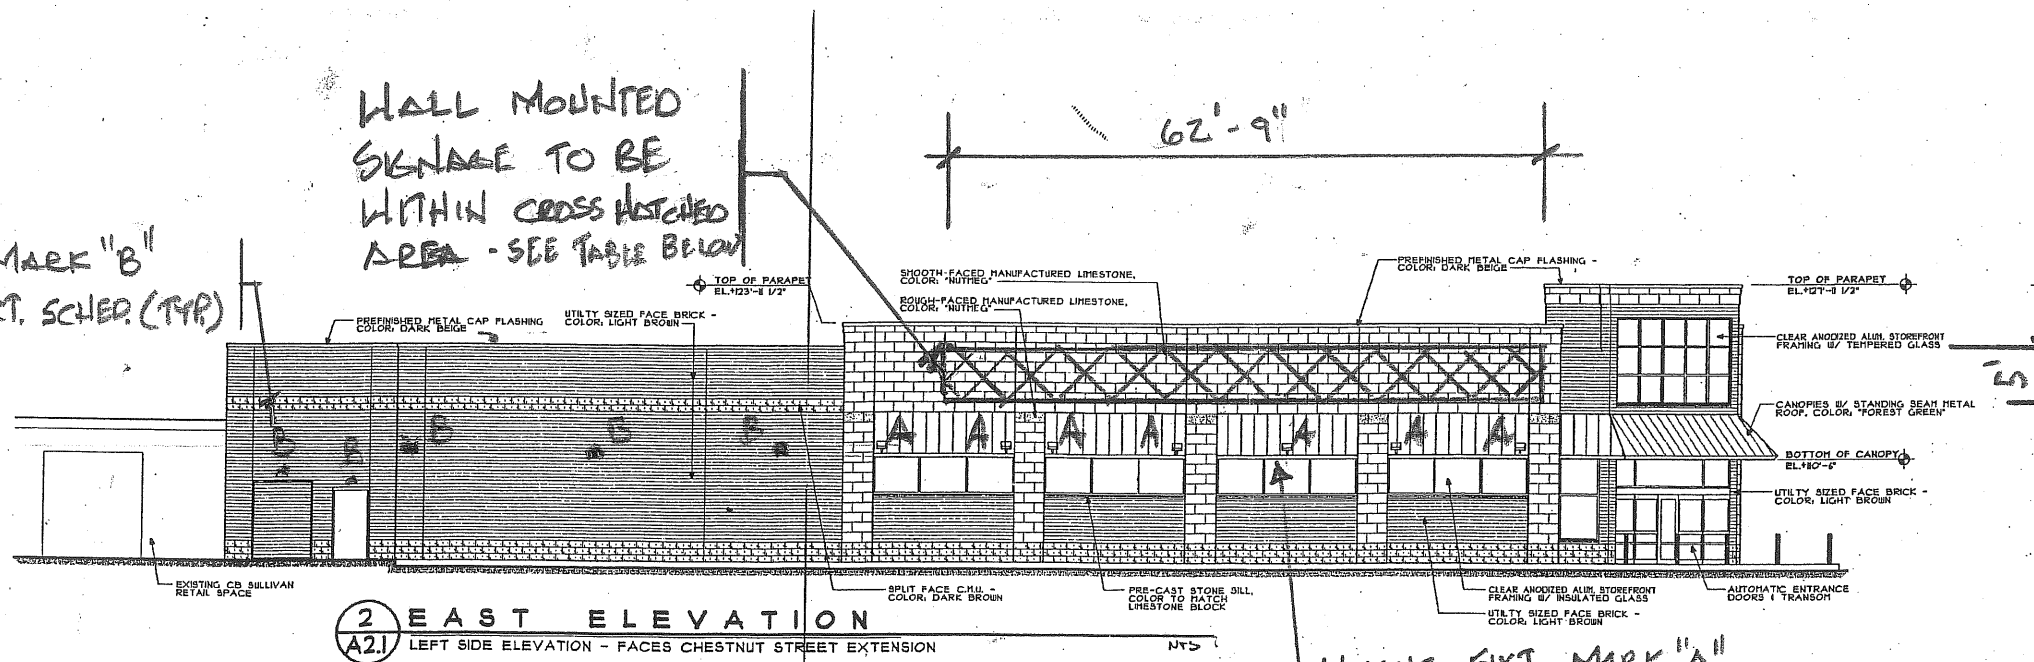 WALL MOUNTED
SIGNAGE TO BE
WITHIN CROSS HATCHED
AREA - SEE TABLE BELOW
62'-9"
MARK "B"
SCHED. (TYP)
TOP OF PARAPET
EL.+123'-11 1/2"
PREFINISHED METAL CAP FLASHING
COLOR: DARK BEIGE
UTILTY SIZED FACE BRICK -
COLOR: LIGHT BROWN
SMOOTH-FACED MANUFACTURED LIMESTONE,
COLOR: "NUTMEG"
ROUGH-FACED MANUFACTURED LIMESTONE,
COLOR: "NUTMEG"
PREFINISHED METAL CAP FLASHING -
COLOR: DARK BEIGE
TOP OF PARAPET
EL.+127'-11 1/2"
CLEAR ANODIZED ALUM. STOREFRONT
FRAMING W/ TEMPERED GLASS
CANOPIES W/ STANDING SEAM METAL
ROOF, COLOR: "FOREST GREEN"
BOTTOM OF CANOPY
EL.+110'-6"
UTILTY SIZED FACE BRICK -
COLOR: LIGHT BROWN
B B B B B
A A A A A A A
EXISTING CB SULLIVAN
RETAIL SPACE
SPLIT FACE C.M.U. -
COLOR: DARK BROWN
PRE-CAST STONE SILL,
COLOR TO MATCH
LIMESTONE BLOCK
CLEAR ANODIZED ALUM. STOREFRONT
FRAMING W/ INSULATED GLASS
UTILTY SIZED FACE BRICK -
COLOR: LIGHT BROWN
AUTOMATIC ENTRANCE
DOORS & TRANSOM
2
A2.1
EAST ELEVATION
LEFT SIDE ELEVATION - FACES CHESTNUT STREET EXTENSION
NTS
MARK "A"